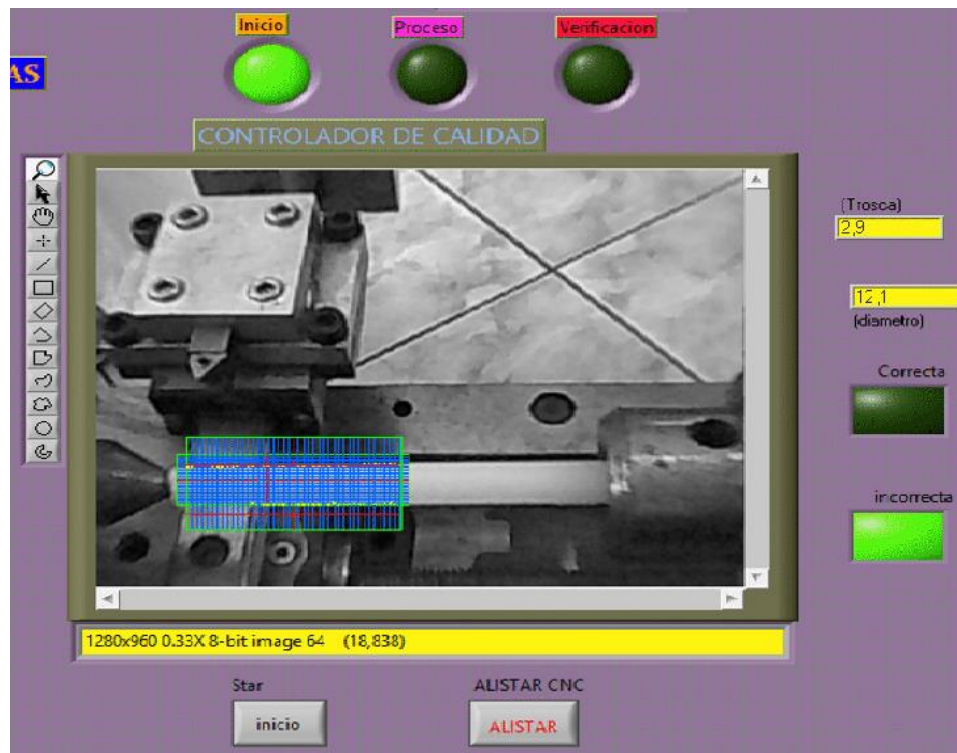 Inicio
Proceso
Verificacion
AS
CONTROLADOR DE CALIDAD
(Trosca)
2,9
12,1
(diametro)
Correcta
incorrecta
1280x960 0.33X 8-bit image 64 (18,838)
Star
ALISTAR CNC
inicio
ALISTAR